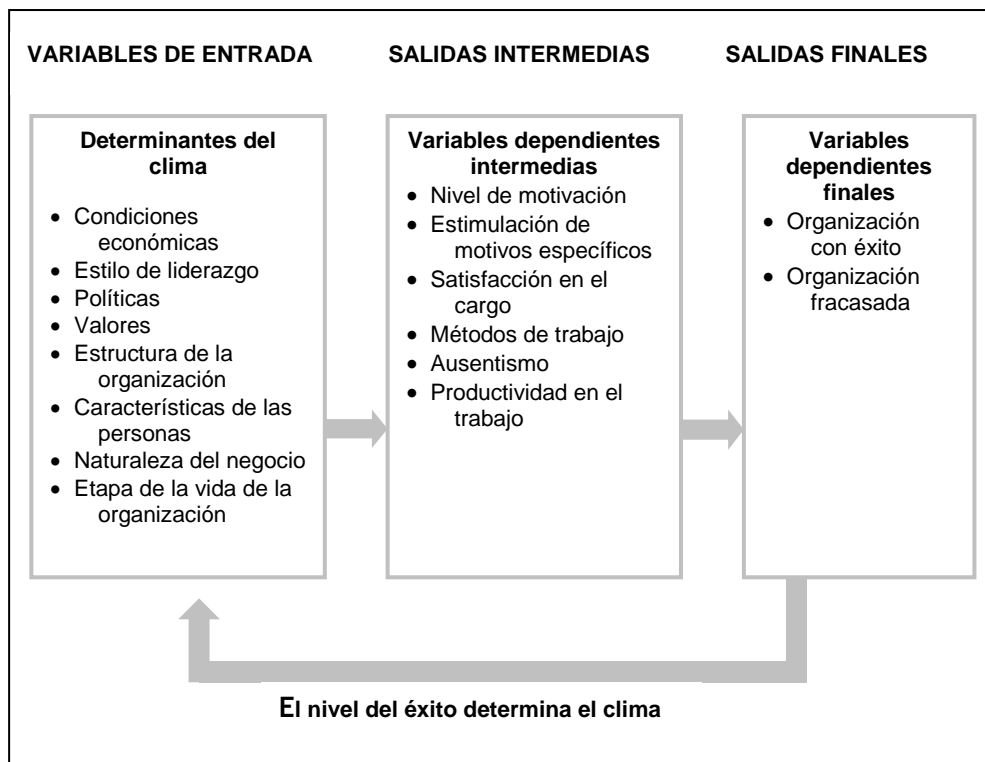 VARIABLES DE ENTRADA
SALIDAS INTERMEDIAS
SALIDAS FINALES
Determinantes del
clima
• Condiciones
económicas
• Estilo de liderazgo
• Políticas
• Valores
• Estructura de la
organización
• Características de las
personas
• Naturaleza del negocio
• Etapa de la vida de la
organización
Variables dependientes
intermedias
• Nivel de motivación
• Estimulación de
motivos específicos
• Satisfacción en el
cargo
• Métodos de trabajo
• Ausentismo
• Productividad en el
trabajo
Variables
dependientes
finales
• Organización
con éxito
• Organización
fracasada
El nivel del éxito determina el clima